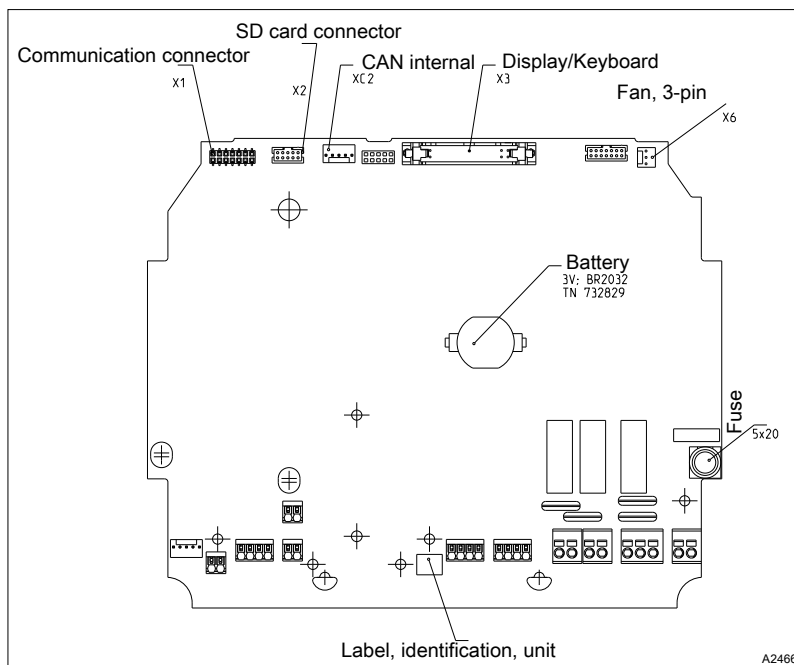 SD card connector
Communication connector
CAN internal
Display/Keyboard
X1
X2
XC2
X3
Fan, 3-pin
X6
Battery
3V; BR2032
TN 732829
Fuse
5x20
Label, identification, unit
A2466